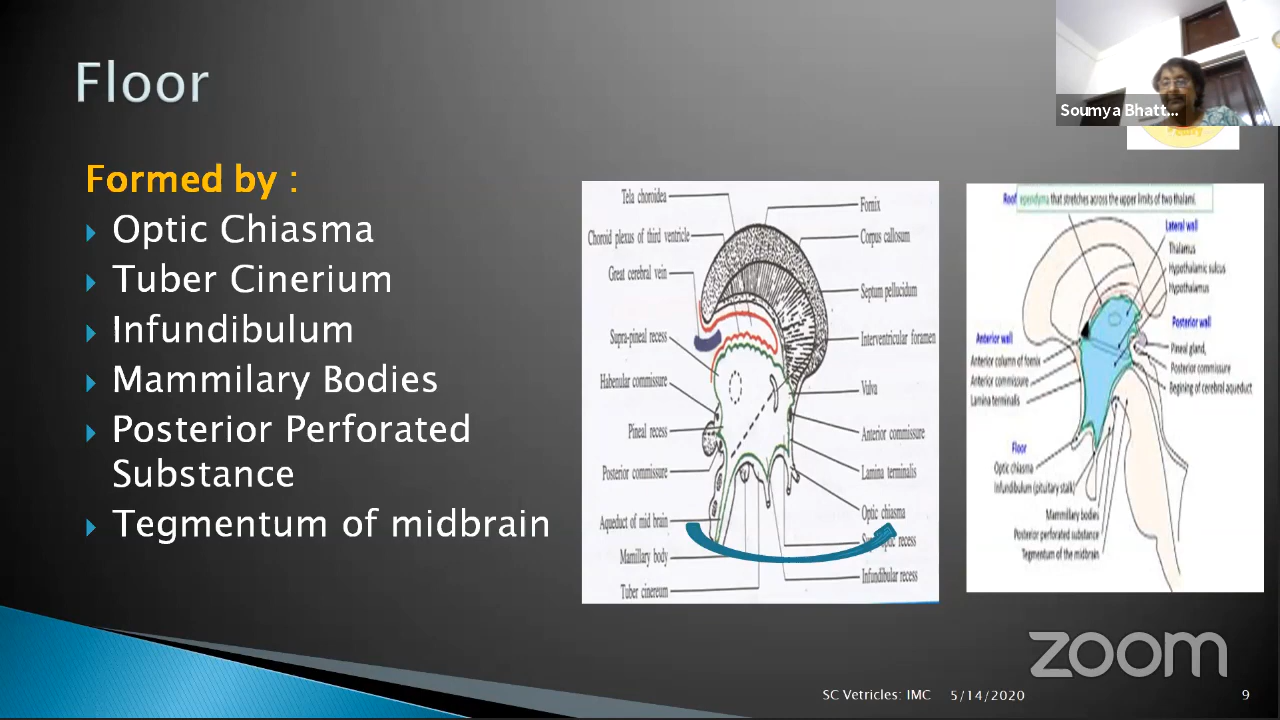 Floor
Soumya Bhatt...
Formed by :
Optic Chiasma
Tuber Cinerium
Infundibulum
Mammilary Bodies
Posterior Perforated
Substance
Tegmentum of midbrain
Tela choroidea
Choroid plexus of third ventricle
Great cerebral vein
Supra-pineal recess
Habenular commissure
Pineal recess
Posterior commissure
Aqueduct of mid brain
Mamillary body
Tuber cinereum
Fornix
Corpus callosum
Septum pellucidum
Interventricular foramen
Vulva
Anterior commissure
Lamina terminalis
Optic chiasma
recess
Infundibular recess
Roof ependyma that stretches across the upper limits of two thalami.
Lateral wall
Thalamus
Hypothalamic sulcus
Hypothalamus
Posterior wall
Pineal gland,
Posterior commissure
Begining of cerebral aqueduct
Anterior wall
Anterior column of fornix
Anterior commissure
Lamina terminalis
Floor
Optic chiasma
Infundibulum (pituitary stalk)
Mammillary bodies
Posterior perforated substance
Tegmentum of the midbrain
zoom
SC Vetricles: IMC 5/14/2020 9